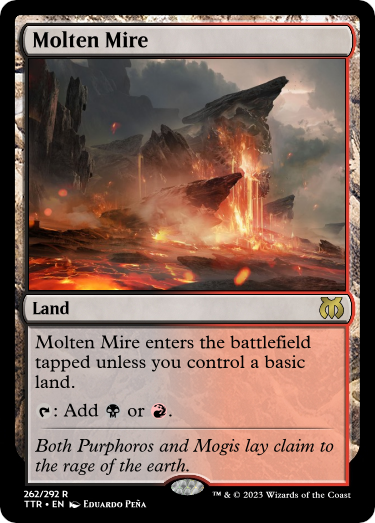 Molten Mire
Land
Molten Mire enters the battlefield
tapped unless you control a basic
land.
: Add or .
Both Purphoros and Mogis lay claim to
the rage of the earth.
262/292 R
TTR • EN Eduardo Peña
™ & © 2023 Wizards of the Coast